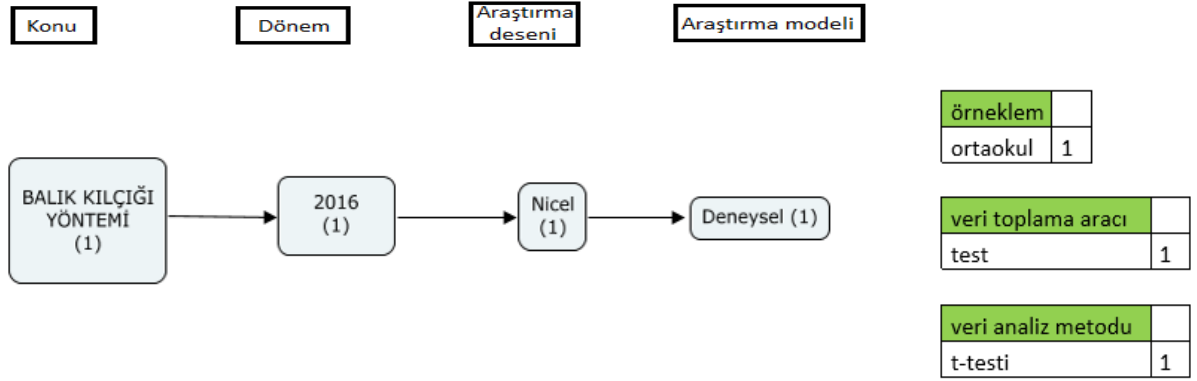 Konu
Dönem
Araştırma
deseni
Araştırma modeli
BALIK KILÇIĞI
YÖNTEMİ
(1)
2016
(1)
Nicel
(1)
Deneysel (1)
örneklem
ortaokul 1
veri toplama aracı
test 1
veri analiz metodu
t-testi 1